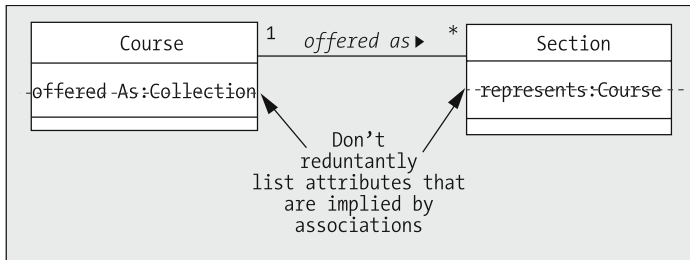 Course
1
offered as ▶
*
Section
offered As:Collection
represents:Course
Don't
reduntantly
list attributes that
are implied by
associations